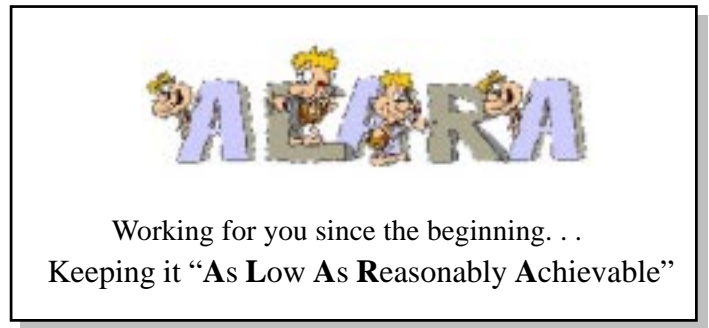 ALARA
Working for you since the beginning. . .
Keeping it “As Low As Reasonably Achievable”